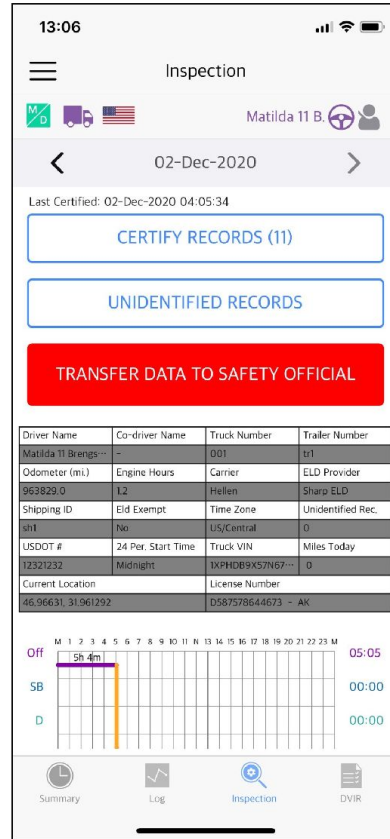 13:06
Inspection
M/D
Matilda 11 B.
02-Dec-2020
Last Certified: 02-Dec-2020 04:05:34
CERTIFY RECORDS (11)
UNIDENTIFIED RECORDS
TRANSFER DATA TO SAFETY OFFICIAL
Driver Name Co-driver Name Truck Number Trailer Number
Matilda 11 Brengs··· - 001 tr1
Odometer (mi.) Engine Hours Carrier ELD Provider
963829.0 1.2 Hellen Sharp ELD
Shipping ID Eld Exempt Time Zone Unidentified Rec.
sh1 No US/Central 0
USDOT # 24 Per. Start Time Truck VIN Miles Today
12321232 Midnight 1XPHDB9X57N67··· 0
Current Location License Number
46.96631, 31.961292 D587578644673 - AK
M 1 2 3 4 5 6 7 8 9 10 11 N 13 14 15 16 17 18 19 20 21 22 23 M
Off 5h 4m 05:05
SB 00:00
D 00:00
Summary Log Inspection DVIR